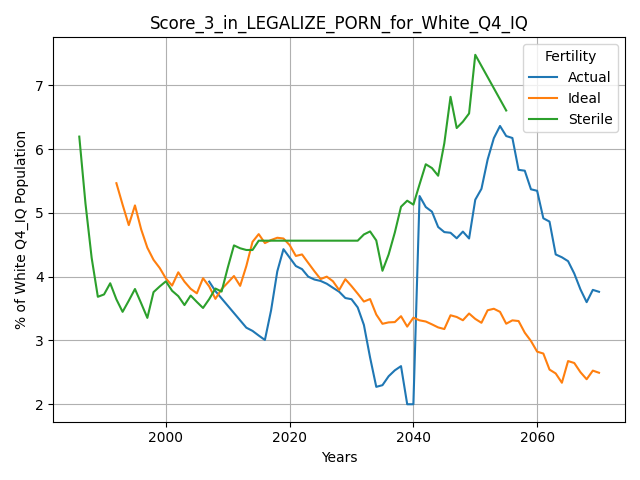 Score_3_in_LEGALIZE_PORN_for_White_Q4_IQ
% of White Q4_IQ Population
7
6
5
4
3
2
Fertility
Actual
Ideal
Sterile
2000
2020
2040
2060
Years